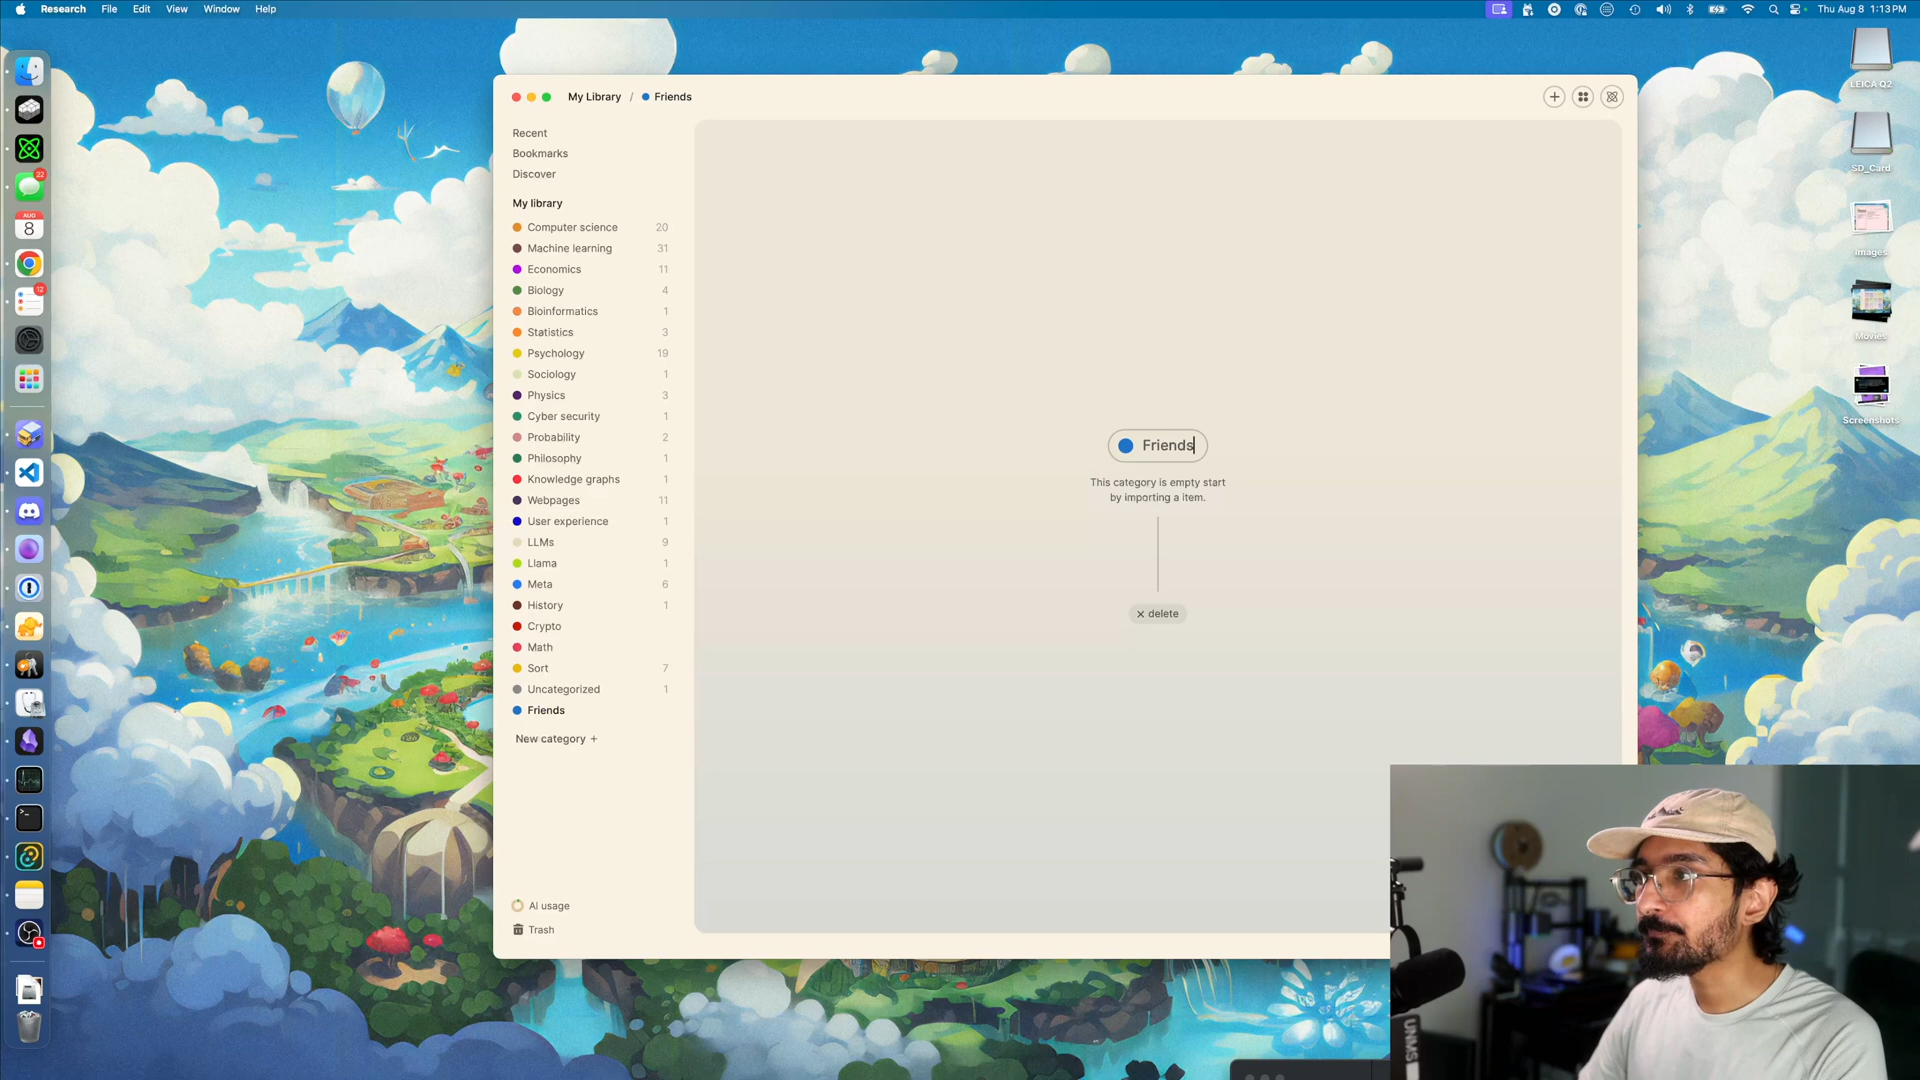 Research File Edit View Window Help
Thu Aug 8 1:13 PM
22
AUG
8
12
My Library / Friends
Recent
Bookmarks
Discover
My library
Computer science 20
Machine learning 31
Economics 11
Biology 4
Bioinformatics 1
Statistics 3
Psychology 19
Sociology 1
Physics 3
Cyber security 1
Probability 2
Philosophy 1
Knowledge graphs 1
Webpages 11
User experience 1
LLMs 9
Llama 1
Meta 6
History 1
Crypto
Math
Sort 7
Uncategorized 1
Friends
New category +
AI usage
Trash
Friends
This category is empty start
by importing a item.
× delete
LEICA Q2
SD_Card
Images
Movies
Screenshots